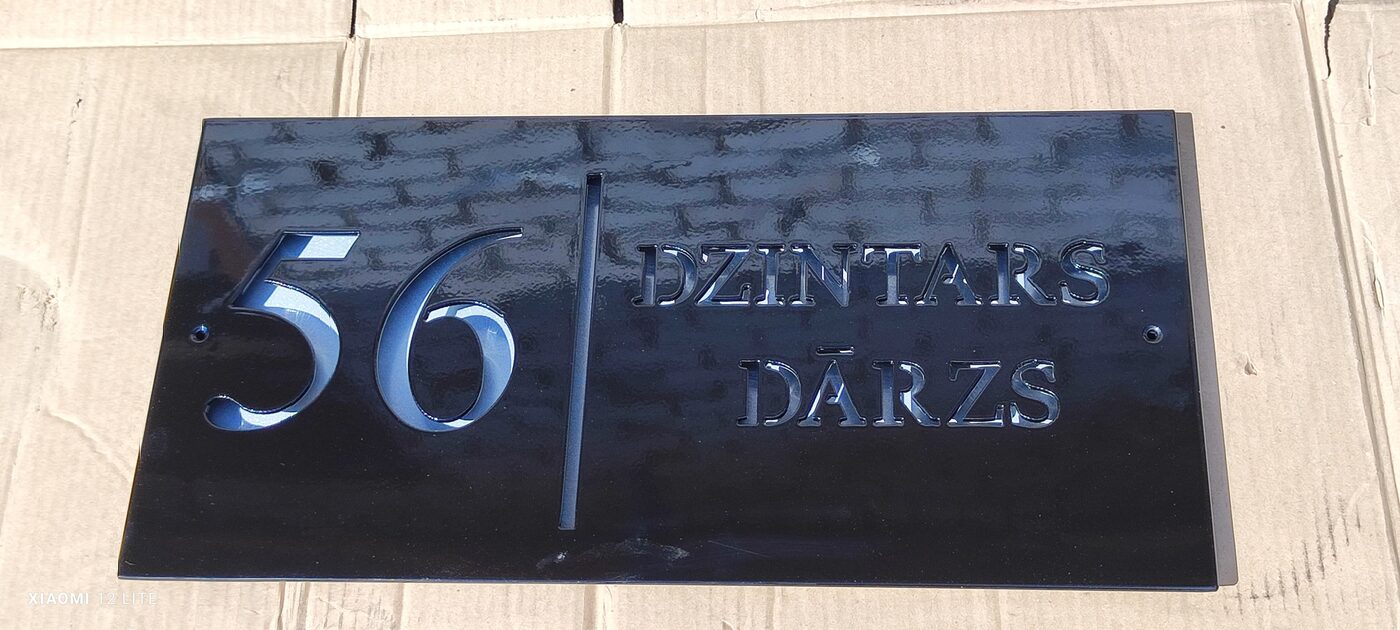 56
DZINTARS
DĀRZS
XIAOMI 12 LITE